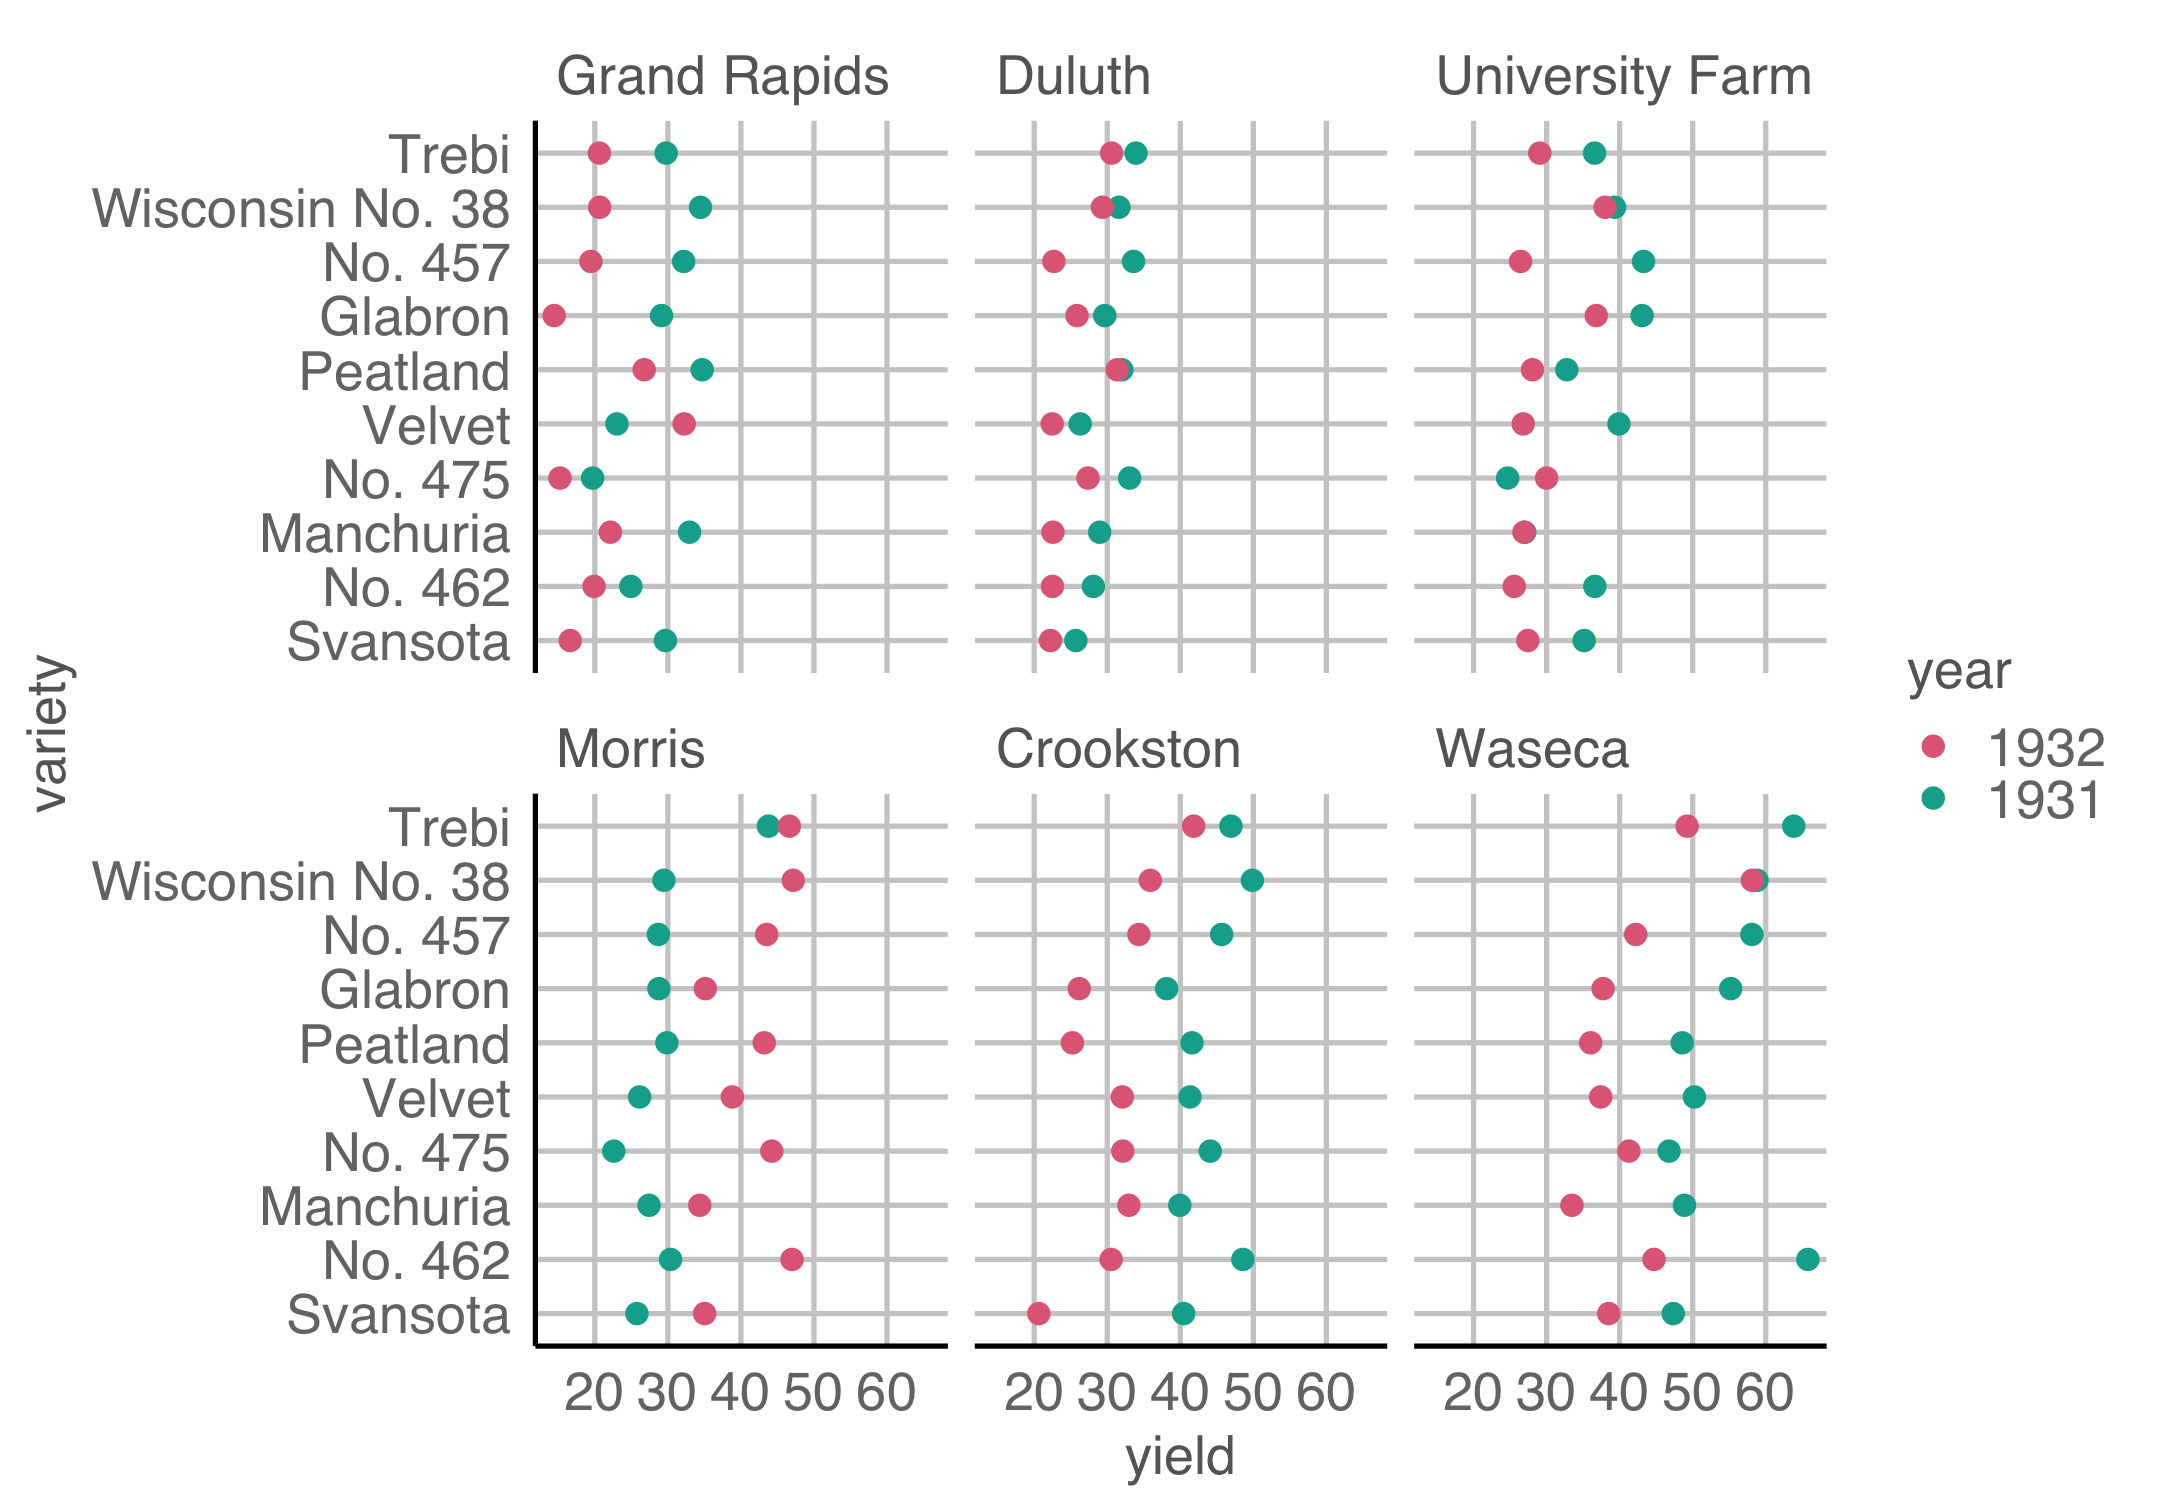 Grand Rapids Duluth University Farm
Trebi
Wisconsin No. 38
No. 457
Glabron
Peatland
Velvet
No. 475
Manchuria
No. 462
Svansota
variety
Morris Crookston Waseca
Trebi
Wisconsin No. 38
No. 457
Glabron
Peatland
Velvet
No. 475
Manchuria
No. 462
Svansota
20 30 40 50 60 20 30 40 50 60 20 30 40 50 60
yield
year
1932
1931